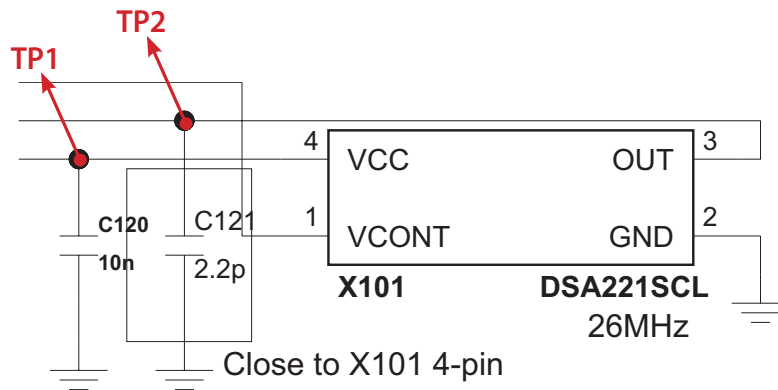 TP2
TP1
4
VCC
OUT
3
C120
10n
C121
2.2p
1
VCONT
GND
2
X101
DSA221SCL
26MHz
Close to X101 4-pin